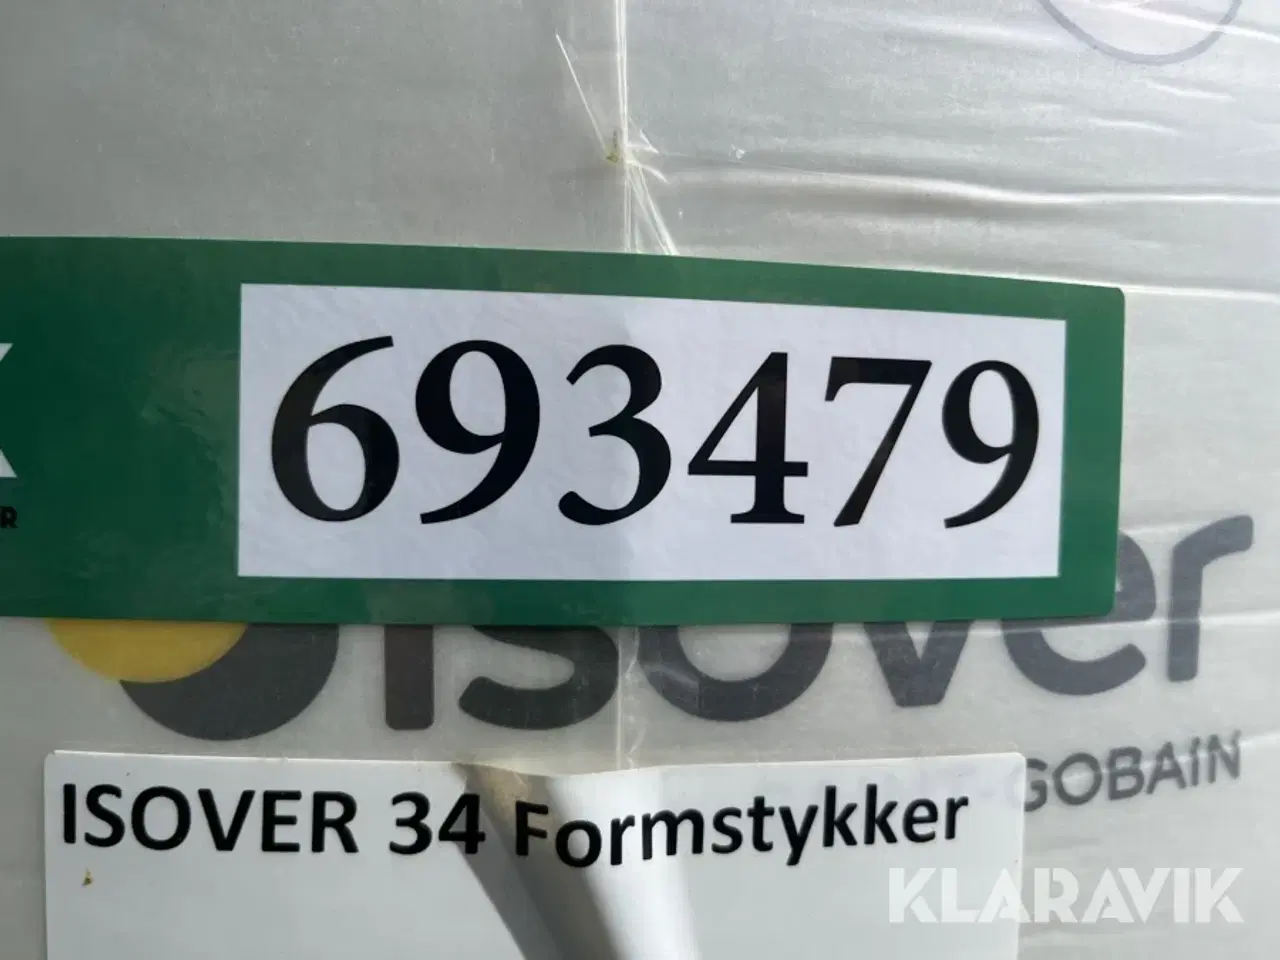 693479
isover
GOBAIN
ISOVER 34 Formstykker
KLARAVIK